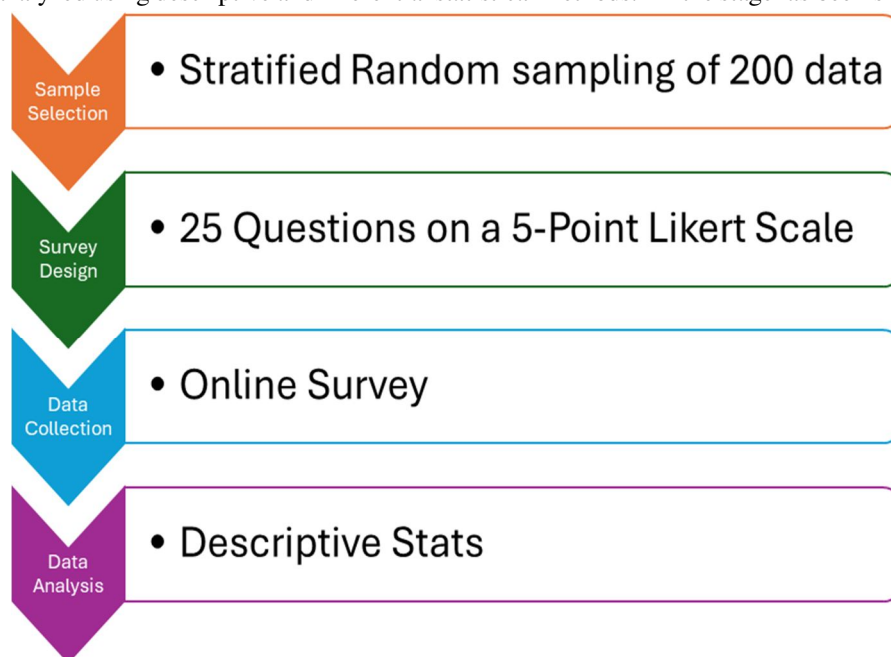 Sample
Selection
• Stratified Random sampling of 200 data
Survey
Design
• 25 Questions on a 5-Point Likert Scale
Data
Collection
• Online Survey
Data
Analysis
• Descriptive Stats